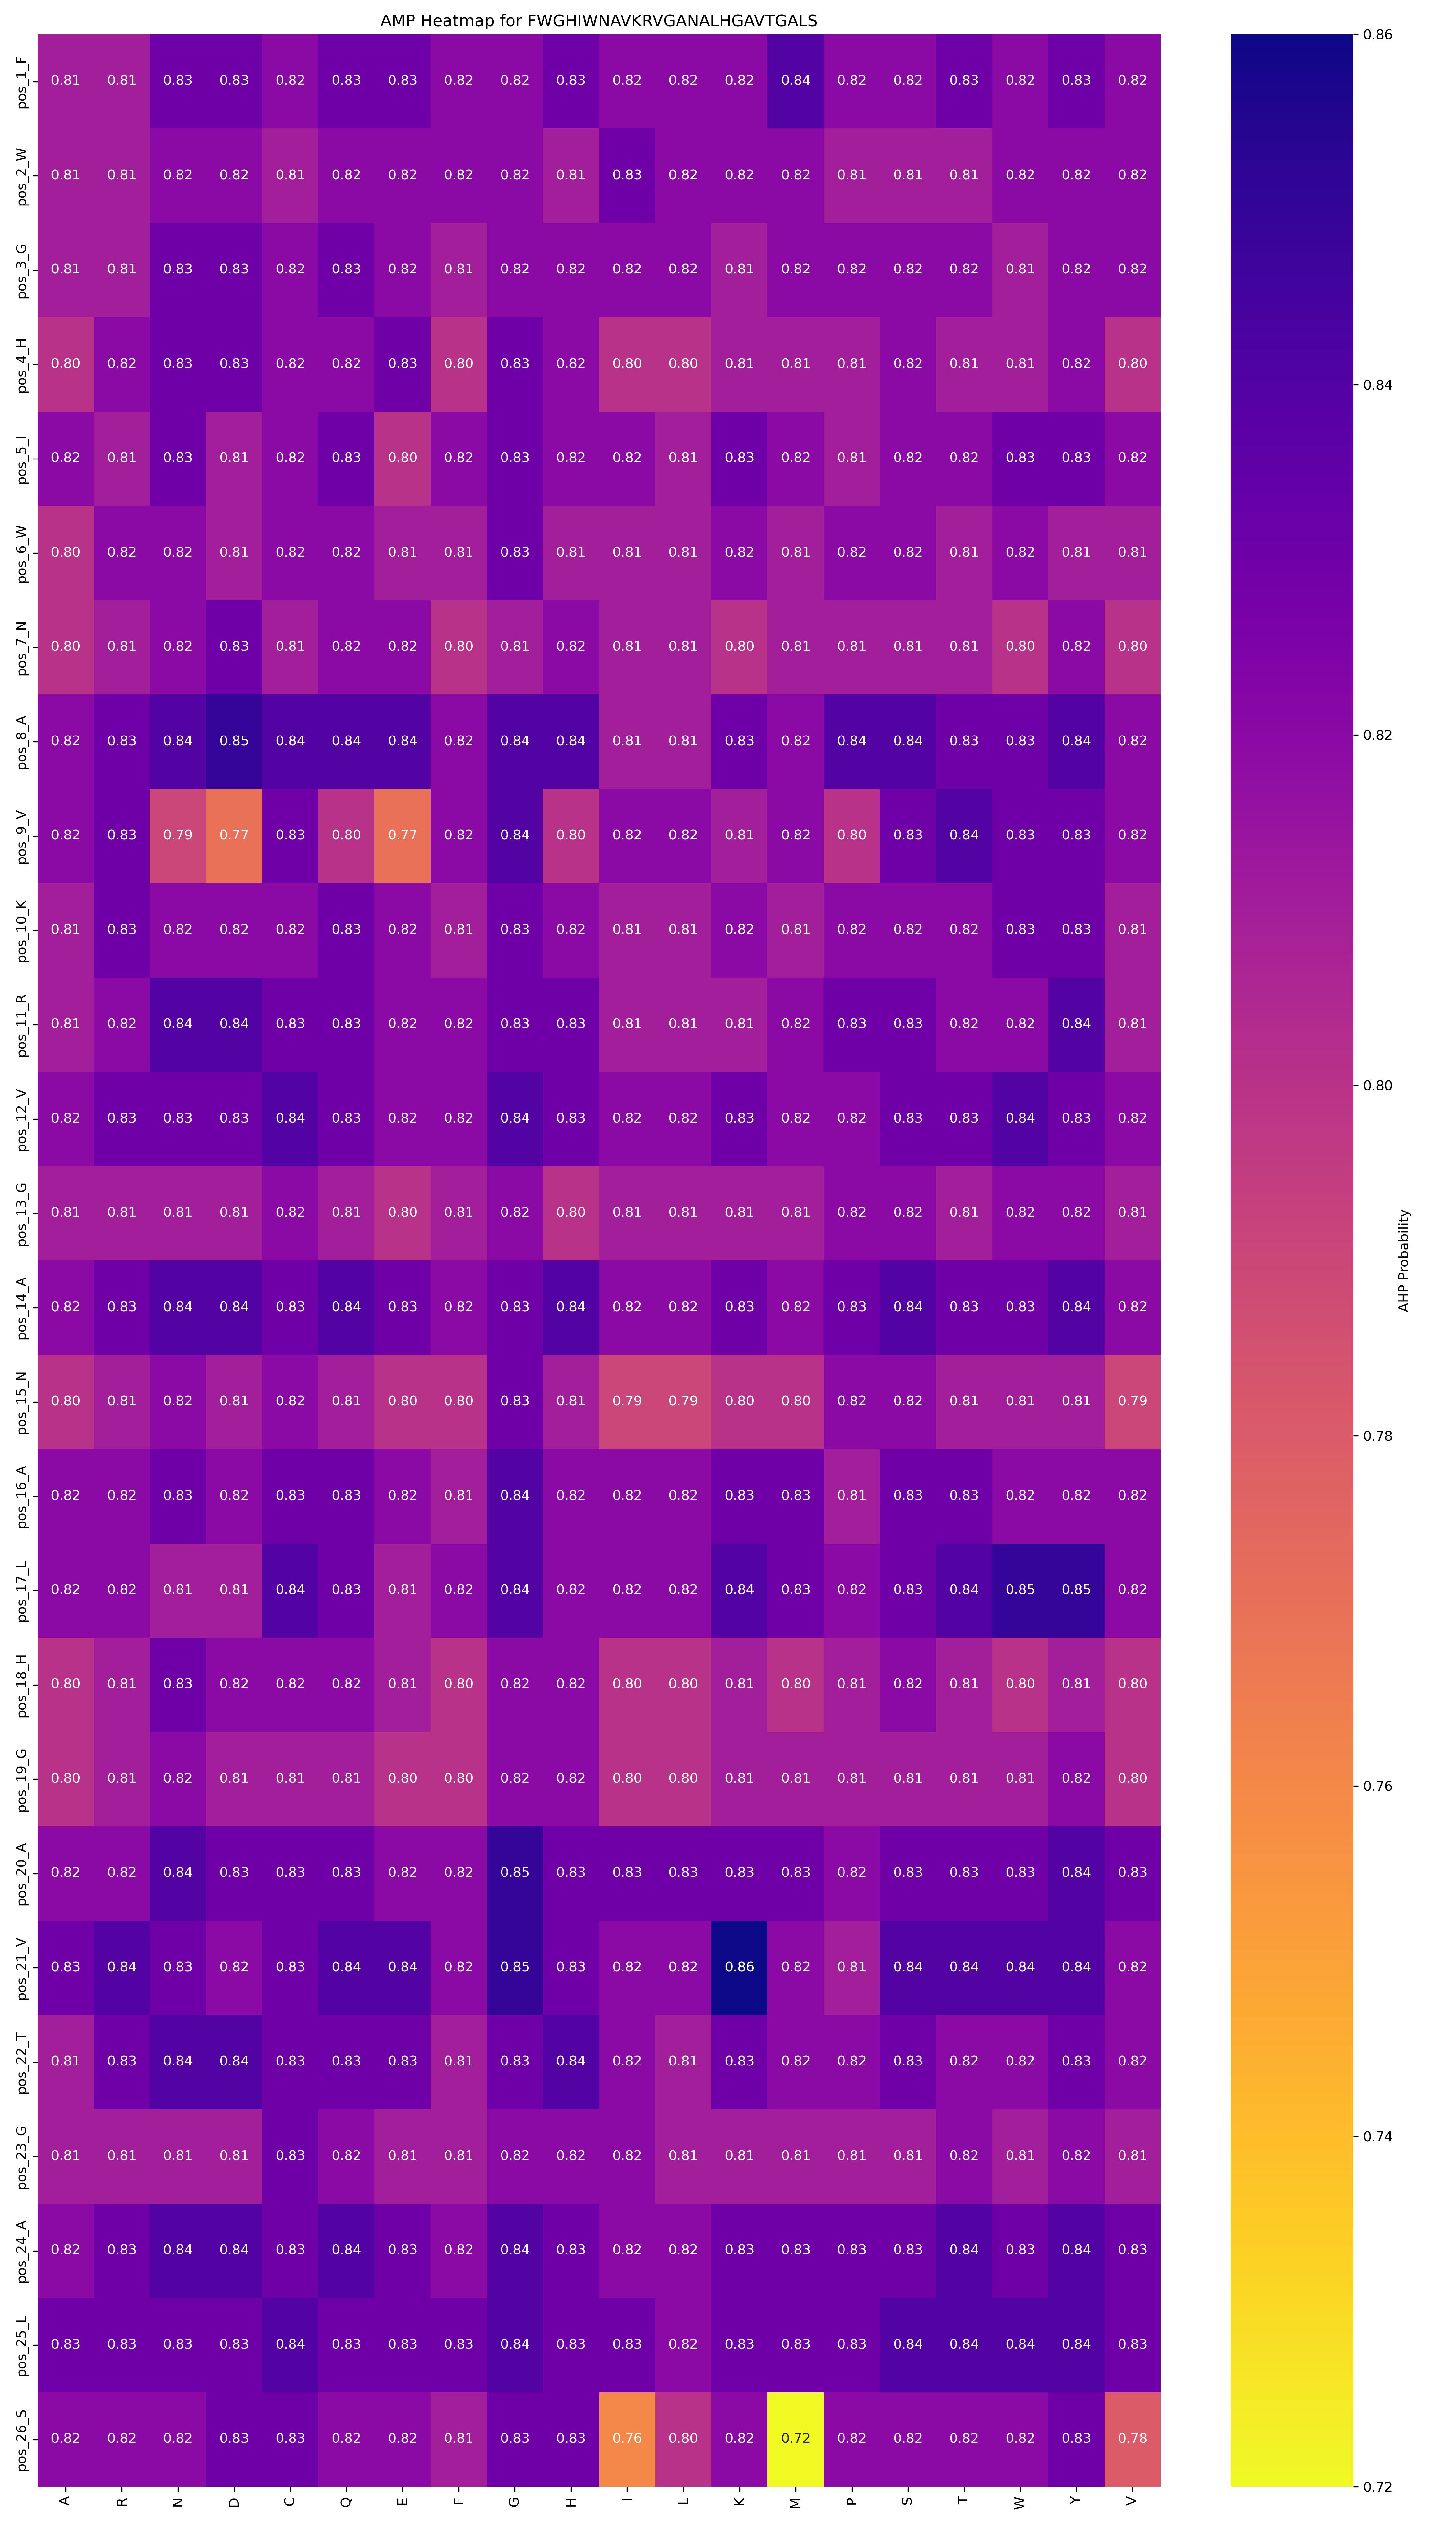 AMP Heatmap for FWGHIWNAVKRVGANALHGAVTGALS
pos_1_F 0.81 0.81 0.83 0.83 0.82 0.83 0.83 0.82 0.82 0.83 0.82 0.82 0.82 0.84 0.82 0.82 0.83 0.82 0.83 0.82
pos_2_W 0.81 0.81 0.82 0.82 0.81 0.82 0.82 0.82 0.82 0.81 0.83 0.82 0.82 0.82 0.81 0.81 0.81 0.82 0.82 0.82
pos_3_G 0.81 0.81 0.83 0.83 0.82 0.83 0.82 0.81 0.82 0.82 0.82 0.82 0.81 0.82 0.82 0.82 0.82 0.81 0.82 0.82
pos_4_H 0.80 0.82 0.83 0.83 0.82 0.82 0.83 0.80 0.83 0.82 0.80 0.80 0.81 0.81 0.81 0.82 0.81 0.81 0.82 0.80
pos_5_I 0.82 0.81 0.83 0.81 0.82 0.83 0.80 0.82 0.83 0.82 0.82 0.81 0.83 0.82 0.81 0.82 0.82 0.83 0.83 0.82
pos_6_W 0.80 0.82 0.82 0.81 0.82 0.82 0.81 0.81 0.83 0.81 0.81 0.81 0.82 0.81 0.82 0.82 0.81 0.82 0.81 0.81
pos_7_N 0.80 0.81 0.82 0.83 0.81 0.82 0.82 0.80 0.81 0.82 0.81 0.81 0.80 0.81 0.81 0.81 0.81 0.80 0.82 0.80
pos_8_A 0.82 0.83 0.84 0.85 0.84 0.84 0.84 0.82 0.84 0.84 0.81 0.81 0.83 0.82 0.84 0.84 0.83 0.83 0.84 0.82
pos_9_V 0.82 0.83 0.79 0.77 0.83 0.80 0.77 0.82 0.84 0.80 0.82 0.82 0.81 0.82 0.80 0.83 0.84 0.83 0.83 0.82
pos_10_K 0.81 0.83 0.82 0.82 0.82 0.83 0.82 0.81 0.83 0.82 0.81 0.81 0.82 0.81 0.82 0.82 0.82 0.83 0.83 0.81
pos_11_R 0.81 0.82 0.84 0.84 0.83 0.83 0.82 0.82 0.83 0.83 0.81 0.81 0.81 0.82 0.83 0.83 0.82 0.82 0.84 0.81
pos_12_V 0.82 0.83 0.83 0.83 0.84 0.83 0.82 0.82 0.84 0.83 0.82 0.82 0.83 0.82 0.82 0.83 0.83 0.84 0.83 0.82
pos_13_G 0.81 0.81 0.81 0.81 0.82 0.81 0.80 0.81 0.82 0.80 0.81 0.81 0.81 0.81 0.82 0.82 0.81 0.82 0.82 0.81
pos_14_A 0.82 0.83 0.84 0.84 0.83 0.84 0.83 0.82 0.83 0.84 0.82 0.82 0.83 0.82 0.83 0.84 0.83 0.83 0.84 0.82
pos_15_N 0.80 0.81 0.82 0.81 0.82 0.81 0.80 0.80 0.83 0.81 0.79 0.79 0.80 0.80 0.82 0.82 0.81 0.81 0.81 0.79
pos_16_A 0.82 0.82 0.83 0.82 0.83 0.83 0.82 0.81 0.84 0.82 0.82 0.82 0.83 0.83 0.81 0.83 0.83 0.82 0.82 0.82
pos_17_L 0.82 0.82 0.81 0.81 0.84 0.83 0.81 0.82 0.84 0.82 0.82 0.82 0.84 0.83 0.82 0.83 0.84 0.85 0.85 0.82
pos_18_H 0.80 0.81 0.83 0.82 0.82 0.82 0.81 0.80 0.82 0.82 0.80 0.80 0.81 0.80 0.81 0.82 0.81 0.80 0.81 0.80
pos_19_G 0.80 0.81 0.82 0.81 0.81 0.81 0.80 0.80 0.82 0.82 0.80 0.80 0.81 0.81 0.81 0.81 0.81 0.81 0.82 0.80
pos_20_A 0.82 0.82 0.84 0.83 0.83 0.83 0.82 0.82 0.85 0.83 0.83 0.83 0.83 0.83 0.82 0.83 0.83 0.83 0.84 0.83
pos_21_V 0.83 0.84 0.83 0.82 0.83 0.84 0.84 0.82 0.85 0.83 0.82 0.82 0.86 0.82 0.81 0.84 0.84 0.84 0.84 0.82
pos_22_T 0.81 0.83 0.84 0.84 0.83 0.83 0.83 0.81 0.83 0.84 0.82 0.81 0.83 0.82 0.82 0.83 0.82 0.82 0.83 0.82
pos_23_G 0.81 0.81 0.81 0.81 0.83 0.82 0.81 0.81 0.82 0.82 0.82 0.81 0.81 0.81 0.81 0.81 0.82 0.81 0.82 0.81
pos_24_A 0.82 0.83 0.84 0.84 0.83 0.84 0.83 0.82 0.84 0.83 0.82 0.82 0.83 0.83 0.83 0.83 0.84 0.83 0.84 0.83
pos_25_L 0.83 0.83 0.83 0.83 0.84 0.83 0.83 0.83 0.84 0.83 0.83 0.82 0.83 0.83 0.83 0.84 0.84 0.84 0.84 0.83
pos_26_S 0.82 0.82 0.82 0.83 0.83 0.82 0.82 0.81 0.83 0.83 0.76 0.80 0.82 0.72 0.82 0.82 0.82 0.82 0.83 0.78
A R N D C Q E F G H I L K M P S T W Y V
0.86
0.84
0.82
0.80
0.78
0.76
0.74
0.72
AHP Probability